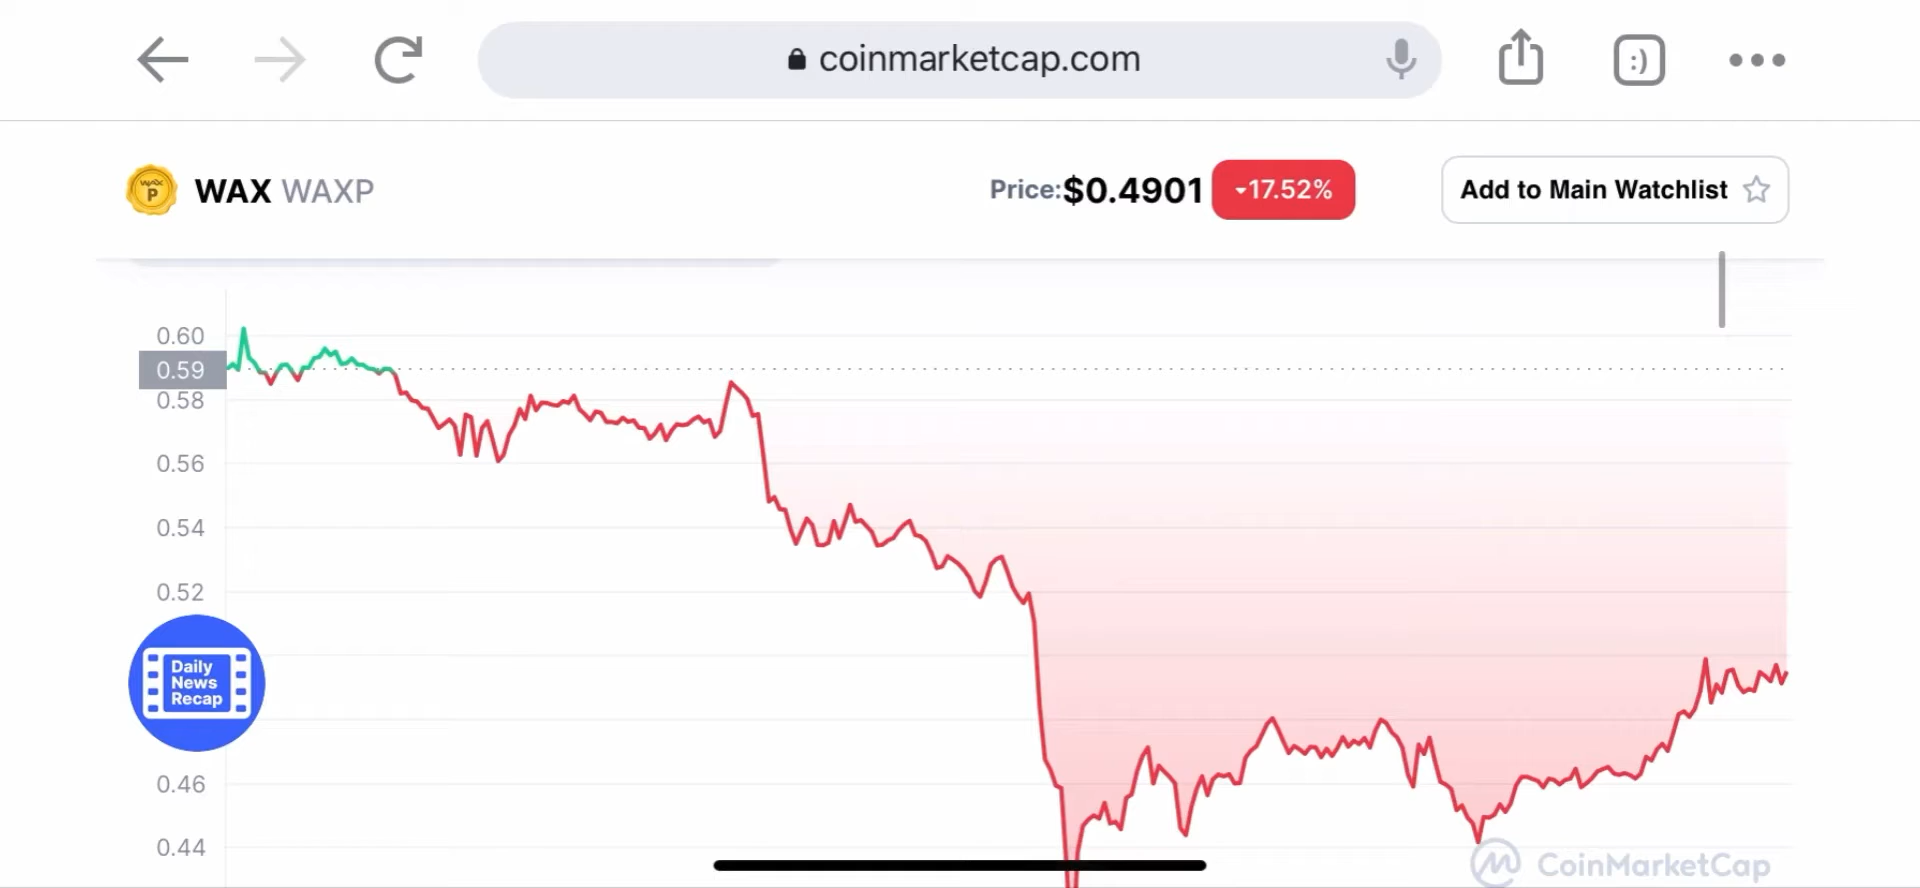 coinmarketcap.com
:)
WAX WAXP
Price:$0.4901
-17.52%
Add to Main Watchlist
0.60
0.59
0.58
0.56
0.54
0.52
Daily
News
Recap
0.46
0.44
CoinMarketCap